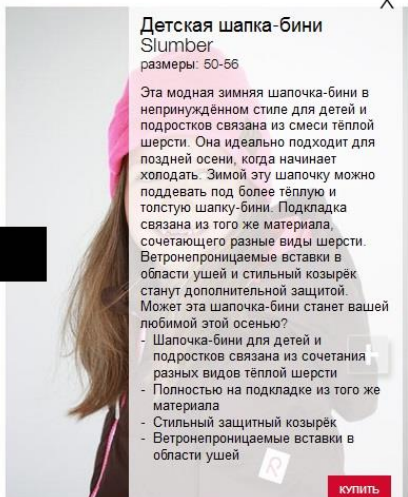 Детская шапка-бини
Slumber
размеры: 50-56
Эта модная зимняя шапочка-бини в
непринуждённом стиле для детей и
подростков связана из смеси тёплой
шерсти. Она идеально подходит для
поздней осени, когда начинает
холодать. Зимой эту шапочку можно
поддевать под более тёплую и
толстую шапку-бини. Подкладка
связана из того же материала,
сочетающего разные виды шерсти.
Ветронепроницаемые вставки в
области ушей и стильный козырёк
станут дополнительной защитой.
Может эта шапочка-бини станет вашей
любимой этой осенью?
- Шапочка-бини для детей и
подростков связана из сочетания
разных видов тёплой шерсти
- Полностью на подкладке из того же
материала
- Стильный защитный козырёк
- Ветронепроницаемые вставки в
области ушей
R
КУПИТЬ